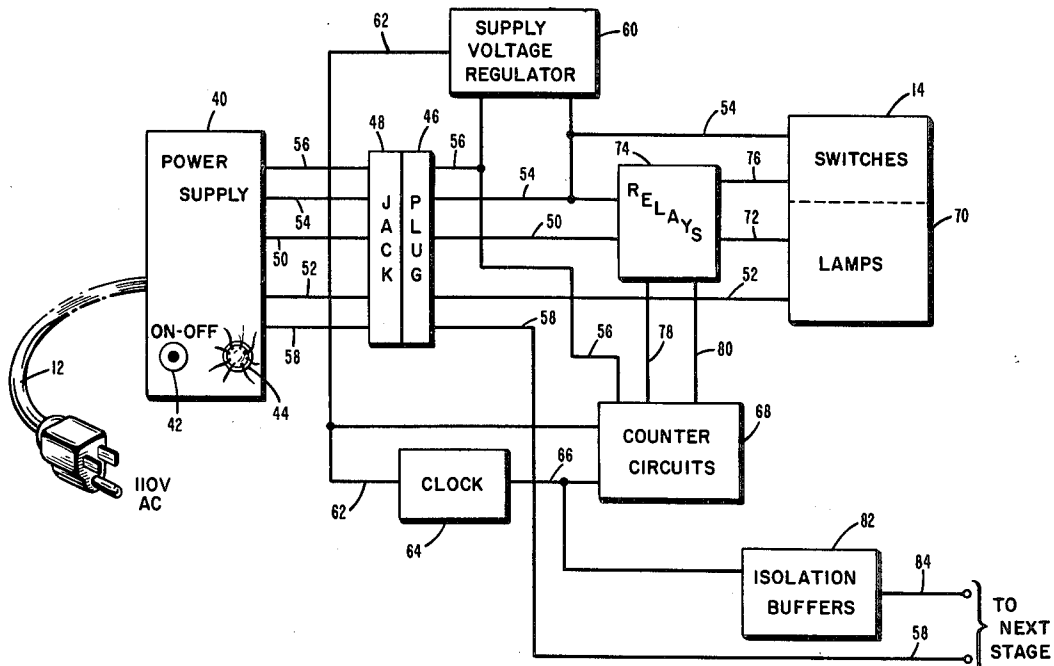 62
SUPPLY
VOLTAGE
REGULATOR
60
40
POWER
SUPPLY
56
54
50
52
58
ON-OFF
42
44
12
110V
AC
48
46
JACK
PLUG
56
54
50
52
58
56
74
RELAYS
78
80
54
76
72
14
SWITCHES
LAMPS
70
COUNTER
CIRCUITS
68
62
CLOCK
64
66
82
ISOLATION
BUFFERS
84
58
TO
NEXT
STAGE